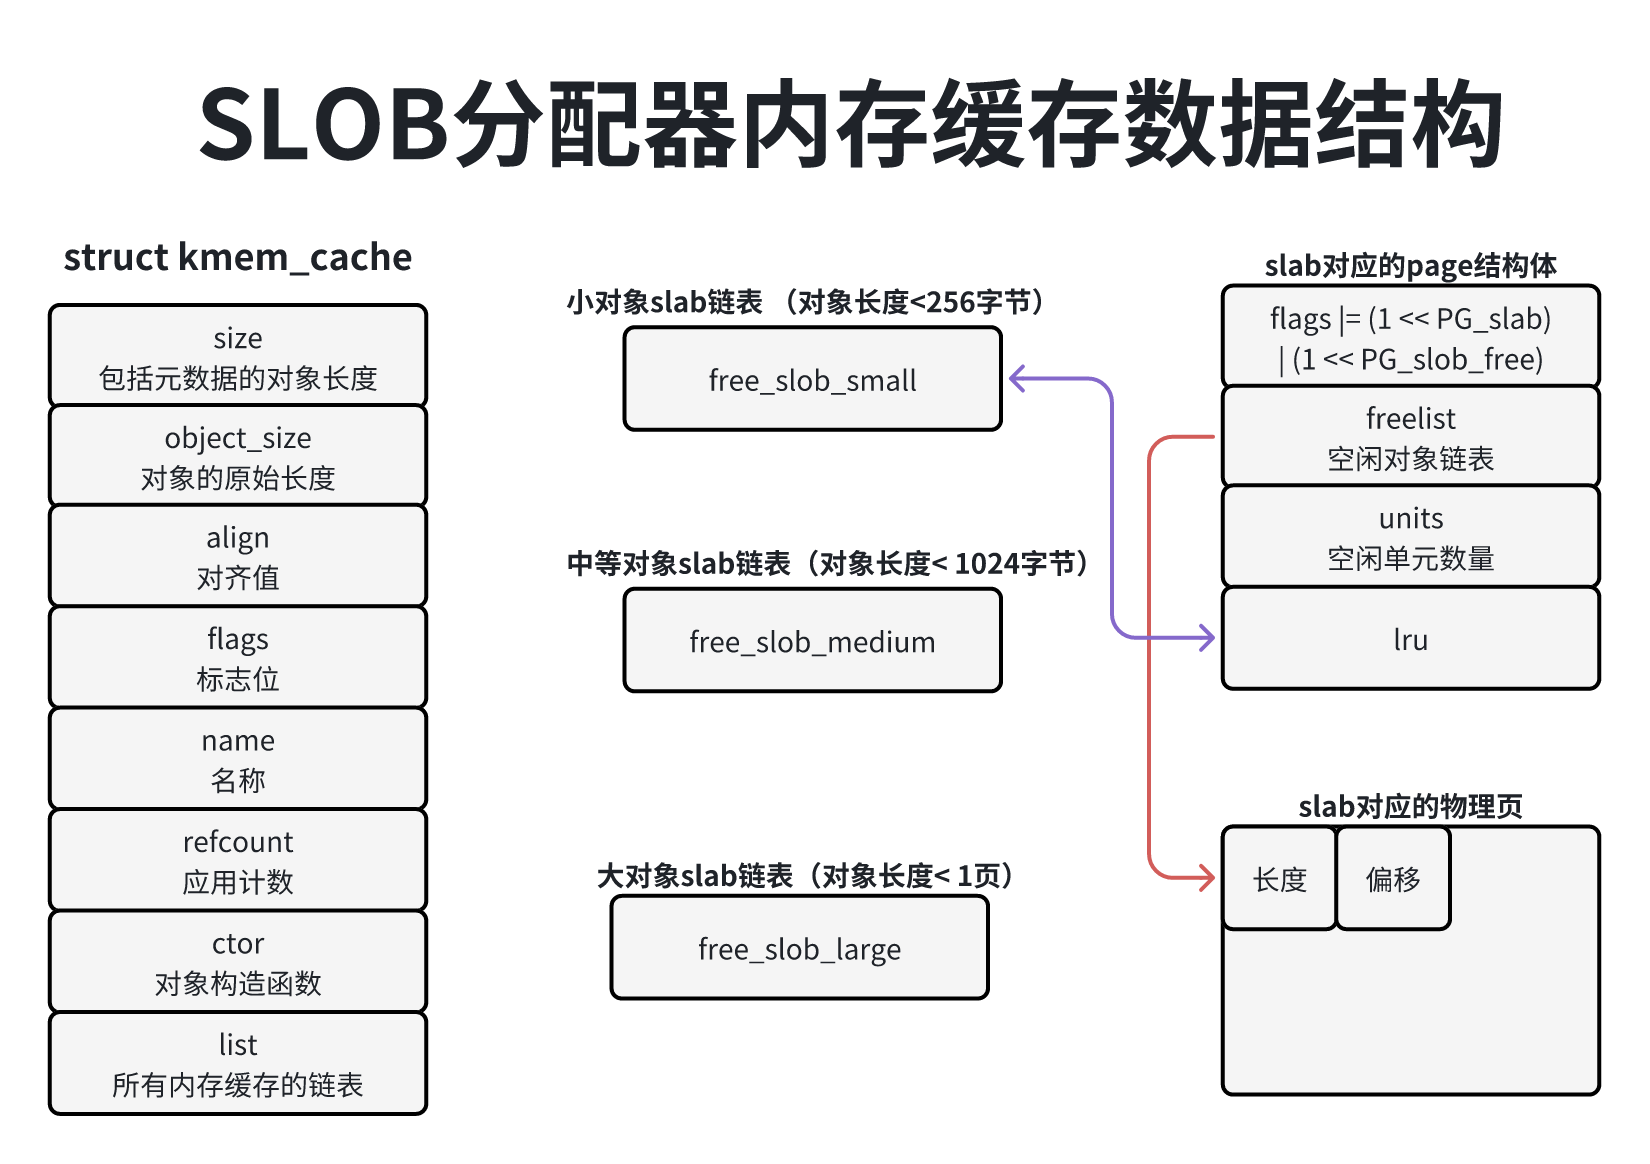 SLOB分配器内存缓存数据结构
struct kmem_cache
size
包括元数据的对象长度
object_size
对象的原始长度
align
对齐值
flags
标志位
name
名称
refcount
应用计数
ctor
对象构造函数
list
所有内存缓存的链表
小对象slab链表 （对象长度<256字节）
free_slob_small
中等对象slab链表（对象长度< 1024字节）
free_slob_medium
大对象slab链表（对象长度< 1页）
free_slob_large
slab对应的page结构体
flags |= (1 << PG_slab)
| (1 << PG_slob_free)
freelist
空闲对象链表
units
空闲单元数量
lru
slab对应的物理页
长度
偏移